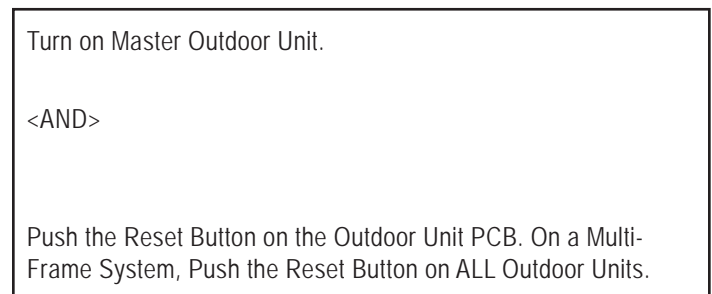 Turn on Master Outdoor Unit.
<AND>
Push the Reset Button on the Outdoor Unit PCB. On a Multi-
Frame System, Push the Reset Button on ALL Outdoor Units.